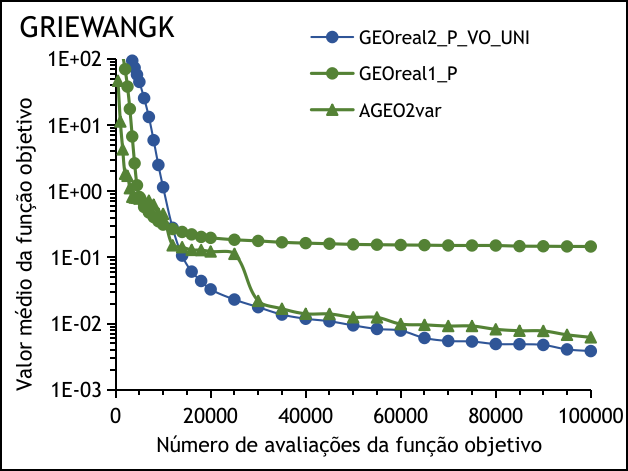 GRIEWANGK
GEOreal2_P_VO_UNI
GEOreal1_P
AGEO2var
Valor médio da função objetivo
1E+02
1E+01
1E+00
1E-01
1E-02
1E-03
0 20000 40000 60000 80000 100000
Número de avaliações da função objetivo